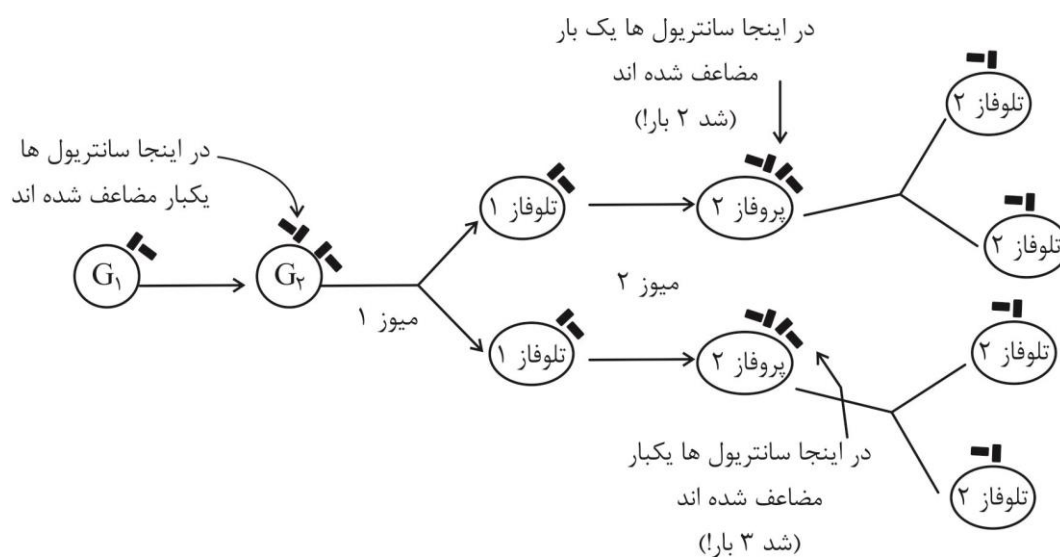 در اینجا سانتریول ها یک بار
مضاعف شده اند
(شد ۲ بار!)
تلوفاز ۲
در اینجا سانتریول ها
یکبار مضاعف شده اند
تلوفاز ۱
پروفاز ۲
تلوفاز ۲
G۱
G۲
میوز ۱
میوز ۲
تلوفاز ۱
پروفاز ۲
تلوفاز ۲
در اینجا سانتریول ها یکبار
مضاعف شده اند
(شد ۳ بار!)
تلوفاز ۲